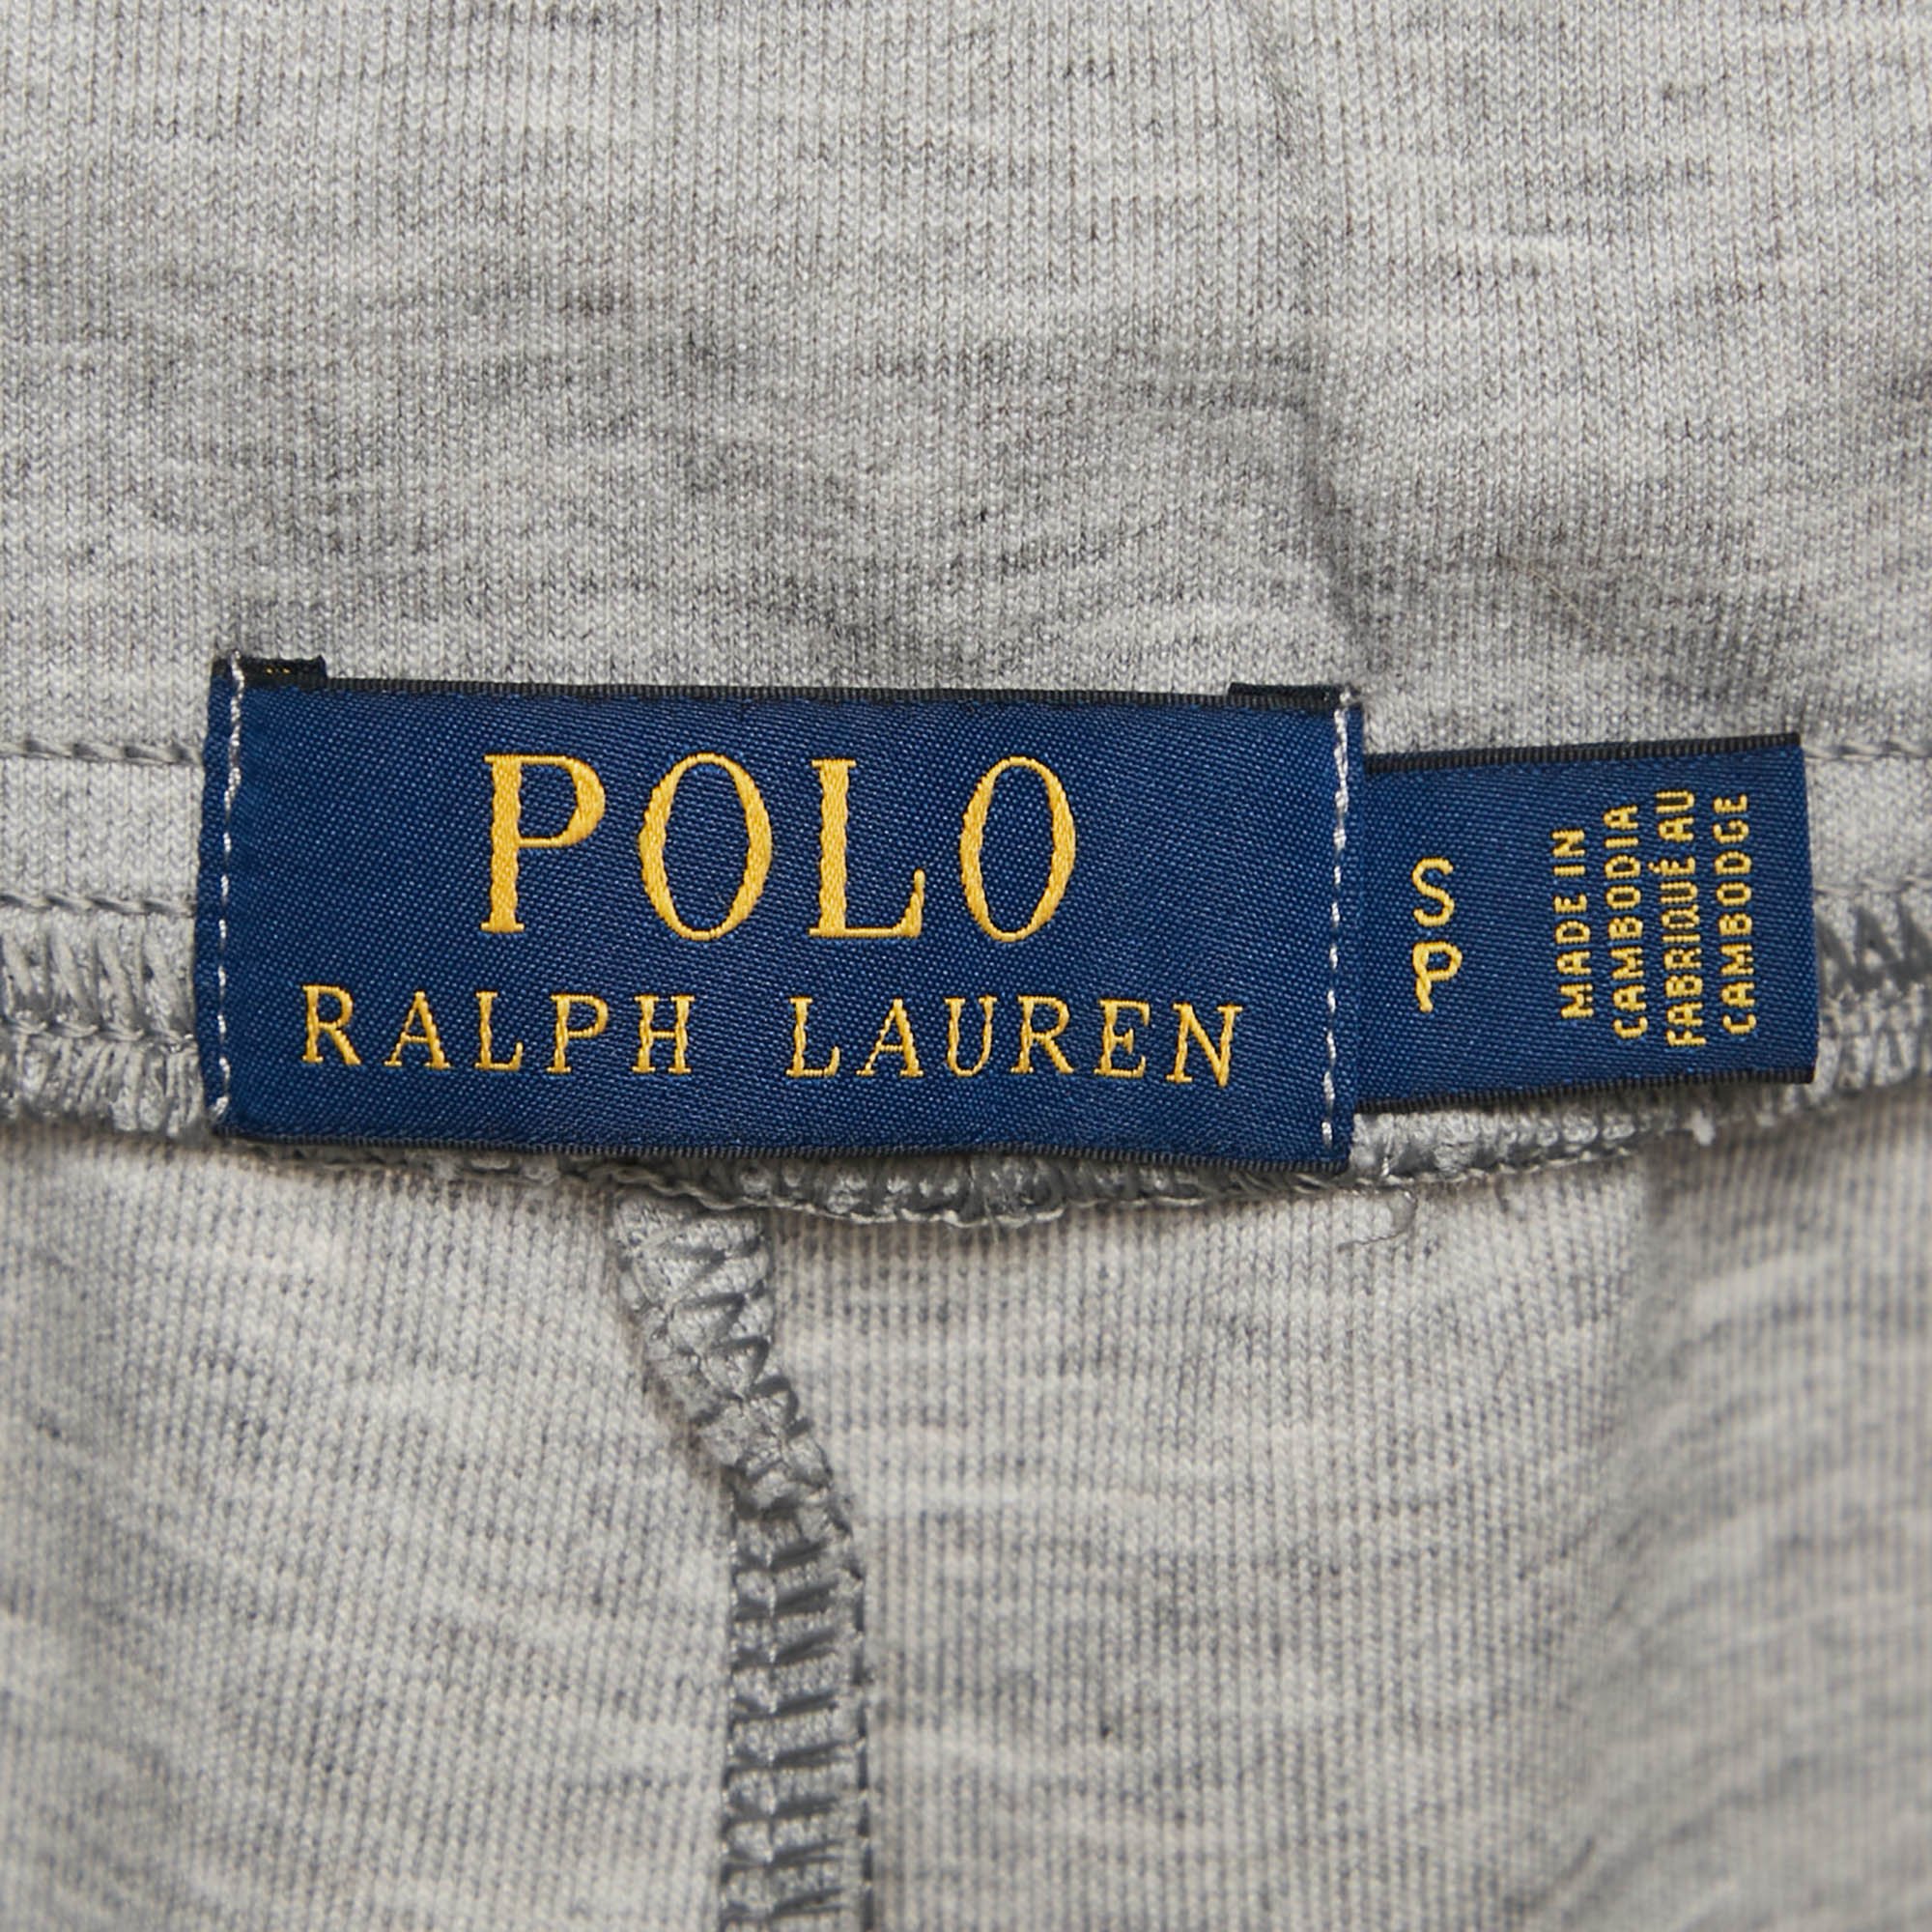 POLO
RALPH LAUREN
S
P
MADE IN
CAMBODIA
FABRIQUÉ AU
CAMBODGE